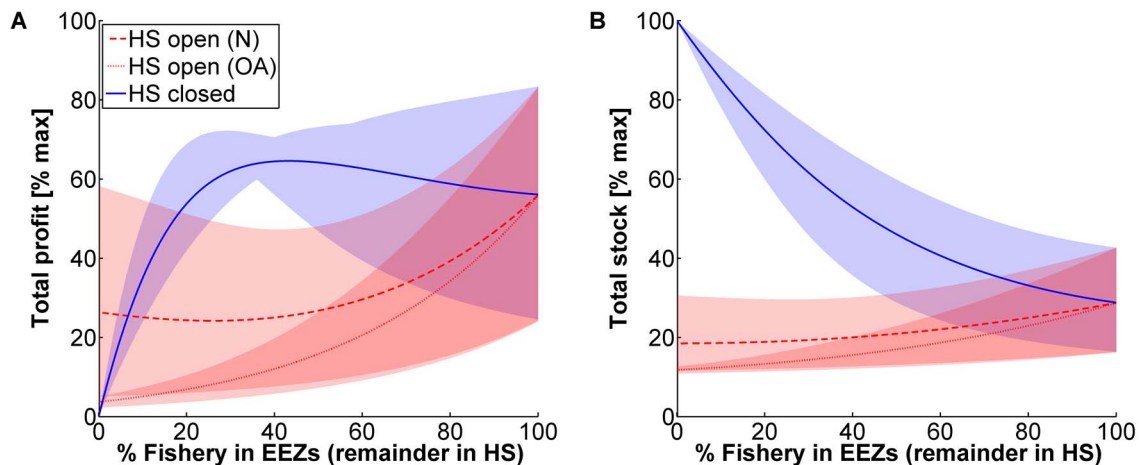 A
100
80
60
40
20
0
Total profit [% max]
HS open (N)
HS open (OA)
HS closed
0 20 40 60 80 100
% Fishery in EEZs (remainder in HS)
B
100
80
60
40
20
0
Total stock [% max]
0 20 40 60 80 100
% Fishery in EEZs (remainder in HS)